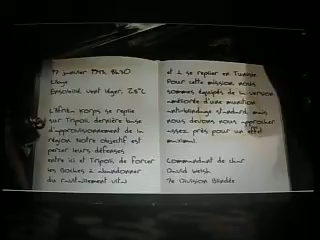 17 janvier 1943, 8h30
Libye
Ensoleillé, vent léger, 25°C
L'Afrika Korps se replie
sur Tripoli dernière base
d'approvisionnement de la
région. Notre objectif est
percer leurs défenses
entre ici et Tripoli, de forcer
les Boches à abandonner
du ravitaillement vital
et à se replier en Tunisie.
Pour cette mission nous
sommes équipés de la version
améliorée d'une munition
anti-blindage standard, mais
nous devons nous approcher
assez près pour un effet
maximal.
Commandant de char
David Welsh
7e Division Blindée